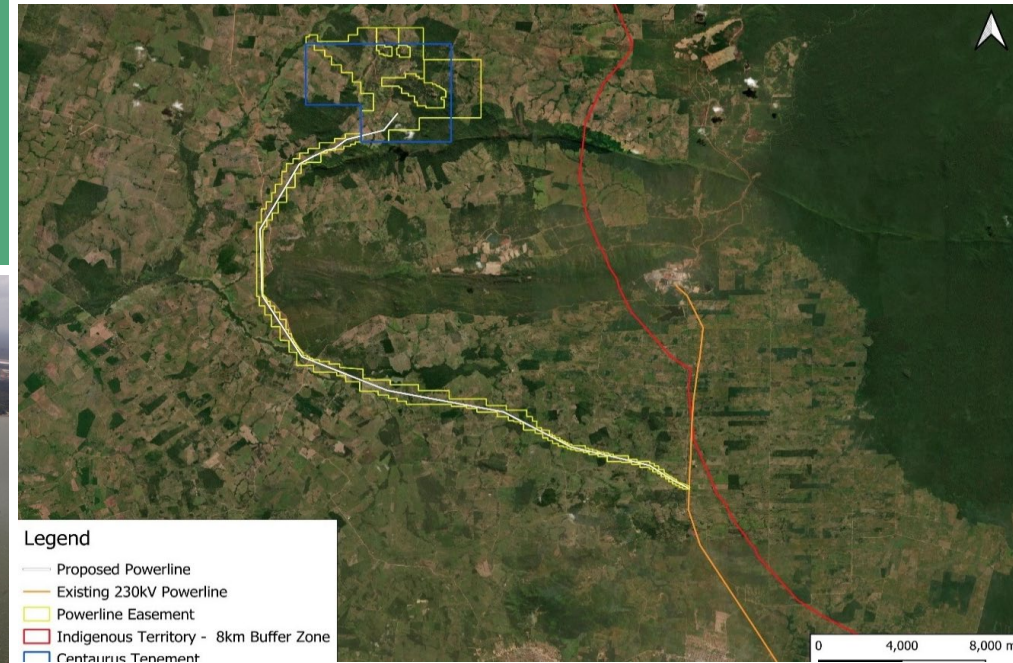 Legend
Proposed Powerline
Existing 230kV Powerline
Powerline Easement
Indigenous Territory - 8km Buffer Zone
Centaurus Tenement
0 4,000 8,000 m